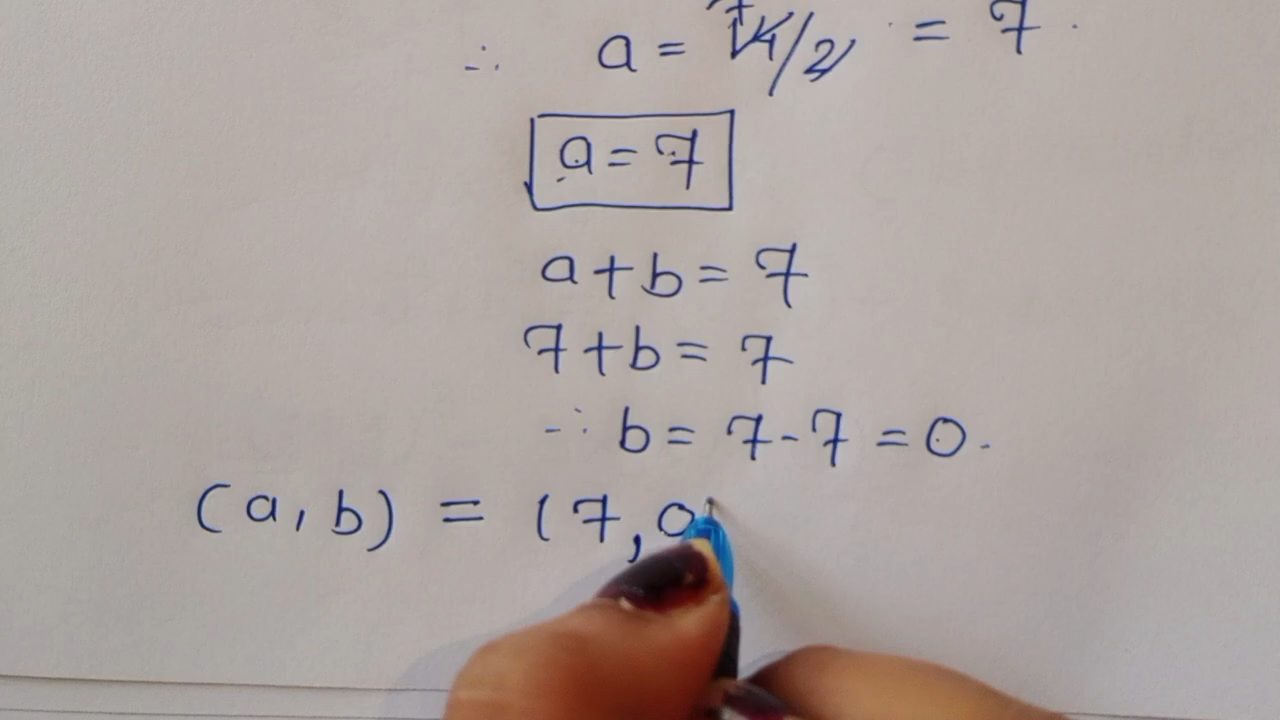 ∴ a = 14/2 = 7.
a = 7
a + b = 7
7 + b = 7
∴ b = 7 - 7 = 0.
(a, b) = (7, 0